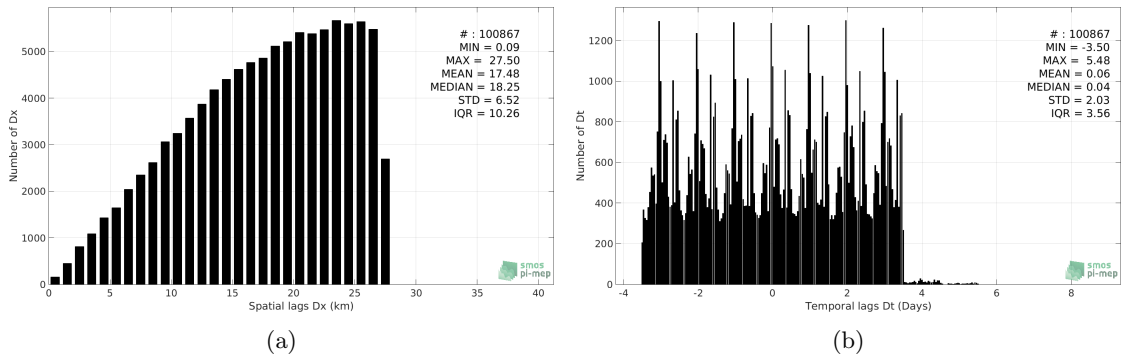 Number of Dx
5000
4000
3000
2000
1000
0
0 5 10 15 20 25 30 35 40
Spatial lags Dx (km)
# : 100867
MIN = 0.09
MAX = 27.50
MEAN = 17.48
MEDIAN = 18.25
STD = 6.52
IQR = 10.26
smos
pi-mep
(a)
Number of Dt
1200
1000
800
600
400
200
0
-4 -2 0 2 4 6 8
Temporal lags Dt (Days)
# : 100867
MIN = -3.50
MAX = 5.48
MEAN = 0.06
MEDIAN = 0.04
STD = 2.03
IQR = 3.56
smos
pi-mep
(b)